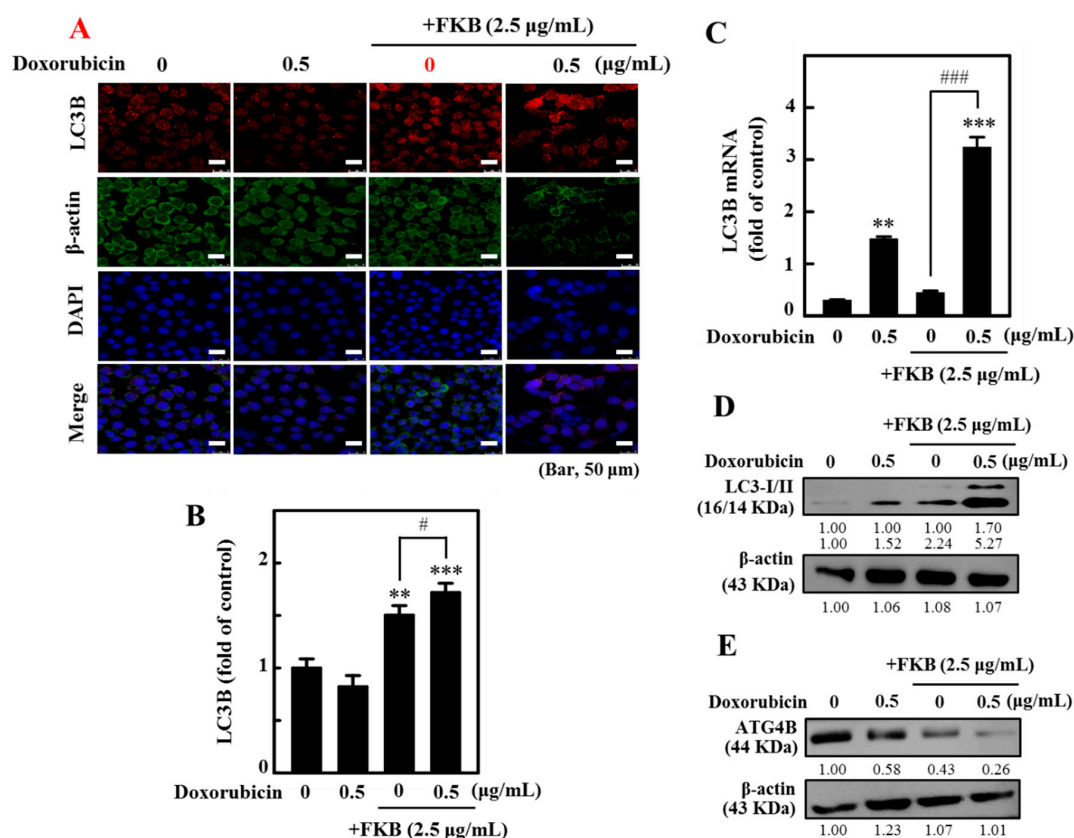 A
+FKB (2.5 µg/mL)
Doxorubicin 0 0.5 0 0.5 (µg/mL)
LC3B
β-actin
DAPI
Merge
(Bar, 50 µm)
B
LC3B (fold of control)
2
1
0
#
** ***
Doxorubicin 0 0.5 0 0.5 (µg/mL)
+FKB (2.5 µg/mL)
C
LC3B mRNA
(fold of control)
4
3
2
1
0
###
***
**
Doxorubicin 0 0.5 0 0.5 (µg/mL)
+FKB (2.5 µg/mL)
D
+FKB (2.5 µg/mL)
Doxorubicin 0 0.5 0 0.5 (µg/mL)
LC3-I/II
(16/14 KDa)
1.00 1.00 1.00 1.70
1.00 1.52 2.24 5.27
β-actin
(43 KDa)
1.00 1.06 1.08 1.07
E
+FKB (2.5 µg/mL)
Doxorubicin 0 0.5 0 0.5 (µg/mL)
ATG4B
(44 KDa)
1.00 0.58 0.43 0.26
β-actin
(43 KDa)
1.00 1.23 1.07 1.01